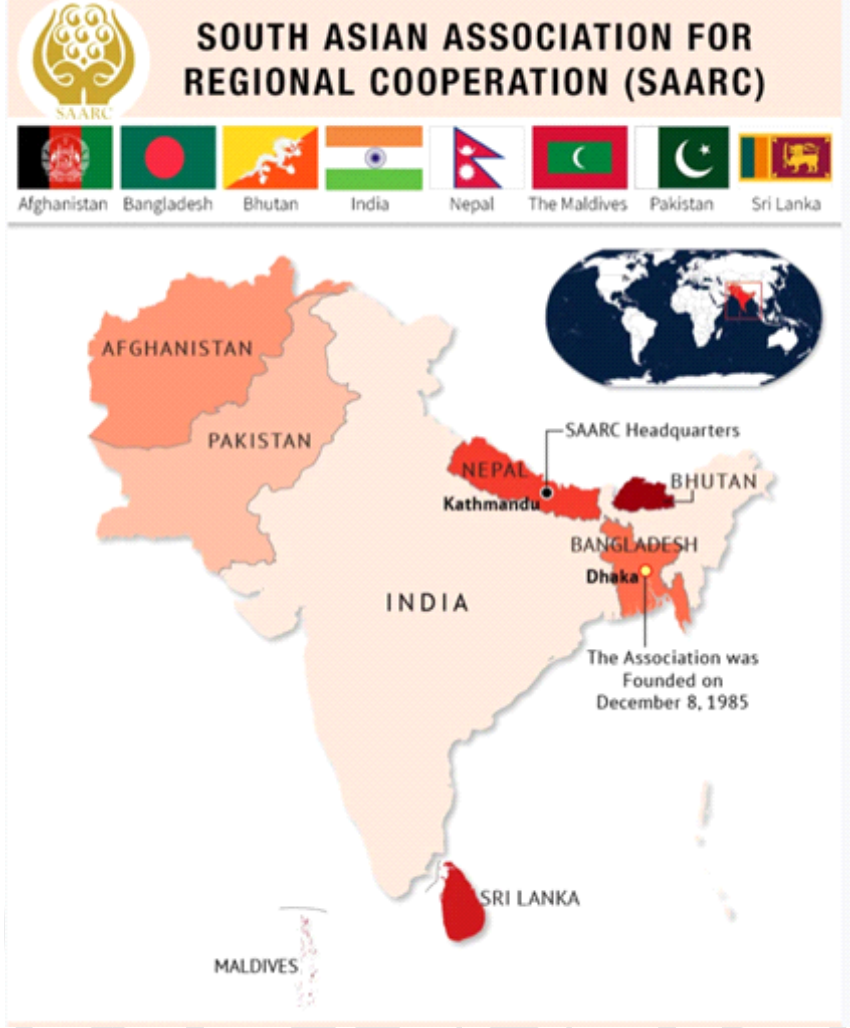 SOUTH ASIAN ASSOCIATION FOR
REGIONAL COOPERATION (SAARC)
SAARC
Afghanistan
Bangladesh
Bhutan
India
Nepal
The Maldives
Pakistan
Sri Lanka
AFGHANISTAN
PAKISTAN
SAARC Headquarters
NEPAL
BHUTAN
Kathmandu
BANGLADESH
Dhaka
INDIA
The Association was
Founded on
December 8, 1985
SRI LANKA
MALDIVES